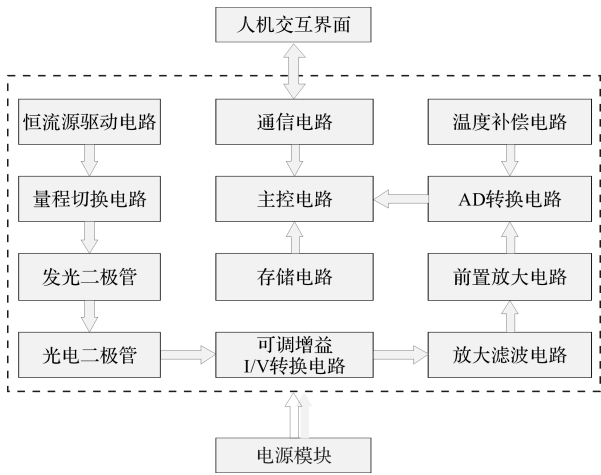 人机交互界面
恒流源驱动电路
通信电路
温度补偿电路
量程切换电路
主控电路
AD转换电路
发光二极管
存储电路
前置放大电路
光电二极管
可调增益
I/V转换电路
放大滤波电路
电源模块